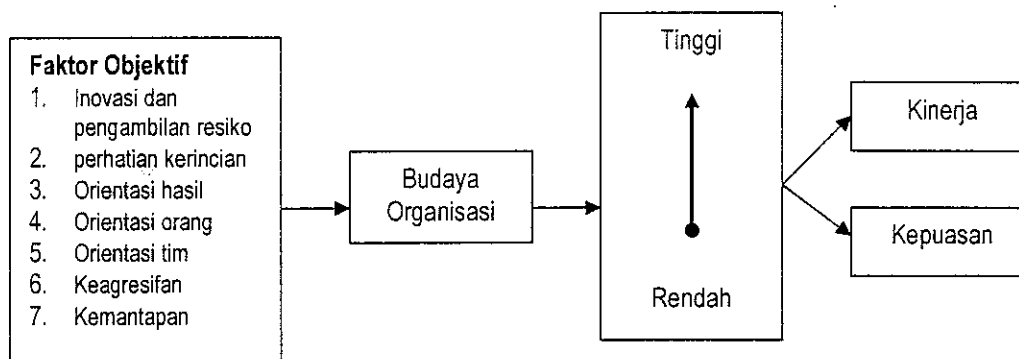 Faktor Objektif
1. Inovasi dan
pengambilan resiko
2. perhatian kerincian
3. Orientasi hasil
4. Orientasi orang
5. Orientasi tim
6. Keagresifan
7. Kemantapan
Budaya
Organisasi
Tinggi
Rendah
Kinerja
Kepuasan